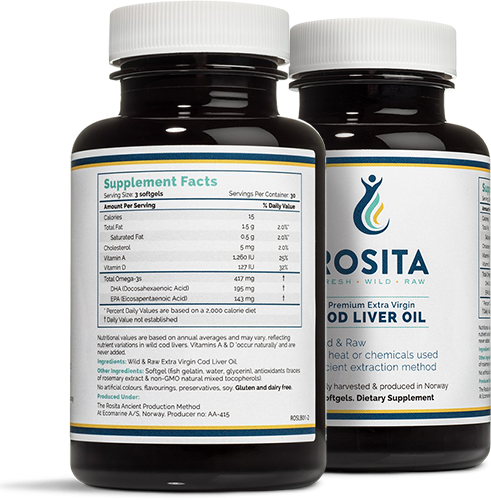 Supplement Facts
Serving Size: 3 softgels Servings Per Container: 30
Amount Per Serving % Daily Value
Calories 15
Total Fat 1.5 g 2.0%*
Saturated Fat 0.5 g 2.0%*
Cholesterol 5 mg 2.0%
Vitamin A 1,260 IU 25%
Vitamin D 127 IU 32%
Total Omega-3s 417 mg †
DHA (Docosahexaenoic Acid) 195 mg †
EPA (Eicosapentaenoic Acid) 143 mg †
* Percent Daily Values are based on a 2,000 calorie diet
† Daily Value not established
Nutritional values are based on annual averages and may vary, reflecting
nutrient variations in wild cod livers. Vitamins A & D 'occur naturally' and are
never added.
Ingredients: Wild & Raw Extra Virgin Cod Liver Oil.
Other Ingredients: Softgel (fish gelatin, water, glycerin), antioxidants (traces
of rosemary extract & non-GMO natural mixed tocopherols)
No artificial colours, flavourings, preservatives, soy. Gluten and dairy free.
Produced Under:
The Rosita Ancient Production Method
At Ecomarine A/S, Norway. Producer no: AA-415
ROSLB01-2
ROSITA
RESH • WILD • RAW
Premium Extra Virgin
OD LIVER OIL
ld & Raw
heat or chemicals used
cient extraction method
ly harvested & produced in Norway
oftgels. Dietary Supplement